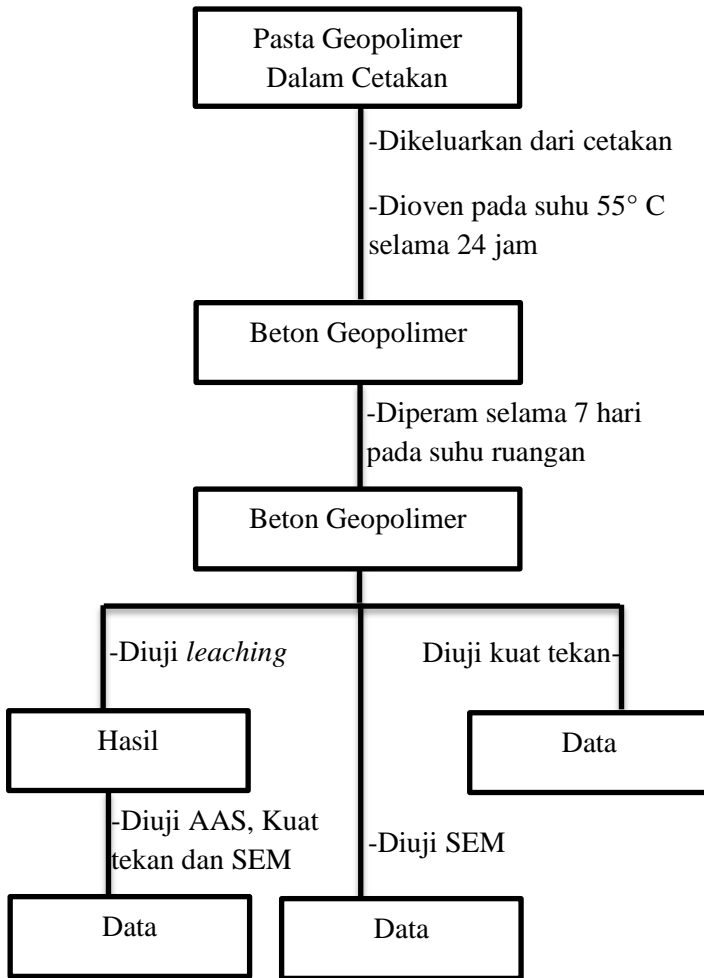 Pasta Geopolimer
Dalam Cetakan
-Dikeluarkan dari cetakan
-Dioven pada suhu 55° C
selama 24 jam
Beton Geopolimer
-Diperam selama 7 hari
pada suhu ruangan
Beton Geopolimer
-Diuji leaching
Diuji kuat tekan-
Hasil
Data
-Diuji AAS, Kuat
tekan dan SEM
-Diuji SEM
Data
Data